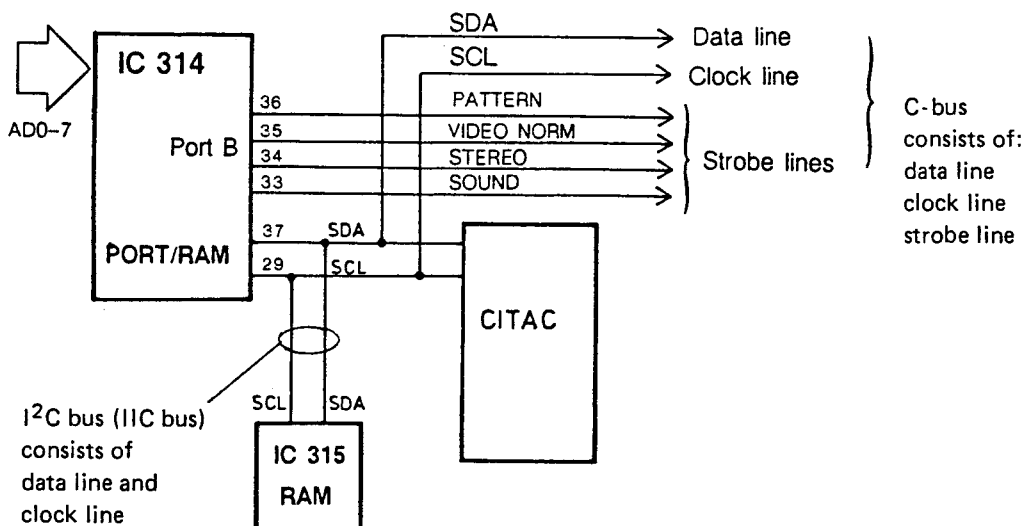 SDA
Data line
IC 314
SCL
Clock line
AD0-7
36
PATTERN
C-bus
consists of:
data line
clock line
strobe line
Port B
35
VIDEO NORM
34
STEREO
Strobe lines
33
SOUND
37
SDA
PORT/RAM
29
SCL
CITAC
I²C bus (IIC bus)
consists of
data line and
clock line
SCL
SDA
IC 315
RAM